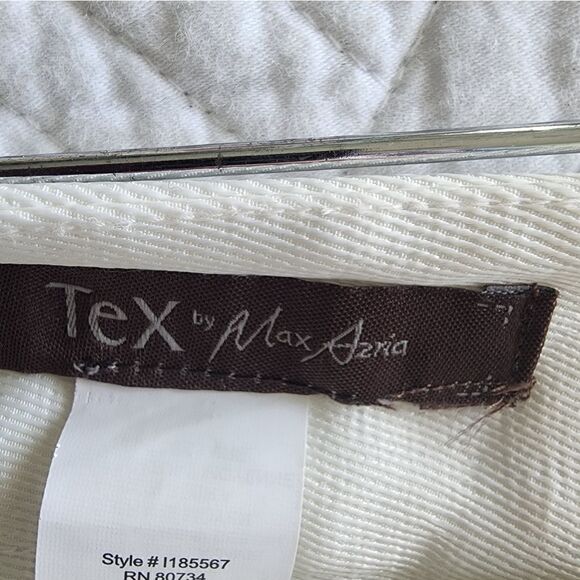 TeX by Max Azria
Style # I185567
RN 80734